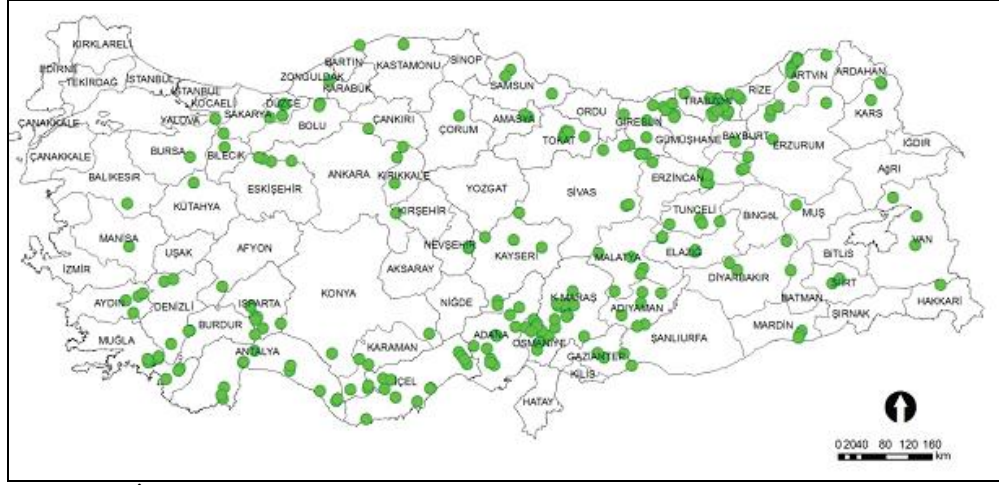 KIRKLARELİ
EDİRNE
TEKİRDAĞ
İSTANBUL
İSTANBUL
KOCAELİ
YALOVA
SAKARYA
DÜZCE
ZONGULDAK
BARTIN
KARABÜK
KASTAMONU
SİNOP
SAMSUN
ORDU
GİRESUN
TRABZON
RİZE
ARTVİN
ARDAHAN
KARS
IĞDIR
ÇANAKKALE
ÇANAKKALE
BALIKESİR
BURSA
BİLECİK
BOLU
ÇANKIRI
ÇORUM
AMASYA
TOKAT
GÜMÜŞHANE
BAYBURT
ERZURUM
AĞRI
KÜTAHYA
ESKİŞEHİR
ANKARA
KIRIKKALE
YOZGAT
SİVAS
ERZİNCAN
MANİSA
UŞAK
AFYON
KIRŞEHİR
NEVŞEHİR
KAYSERİ
MALATYA
TUNCELİ
BiNGöL
MUŞ
ELAZIĞ
BİTLİS
VAN
İZMİR
AYDIN
DENİZLİ
ISPARTA
BURDUR
KONYA
AKSARAY
NİĞDE
K.MARAŞ
ADIYAMAN
DİYARBAKIR
BATMAN
SİİRT
ŞIRNAK
HAKKARİ
MARDİN
MUĞLA
ANTALYA
KARAMAN
İÇEL
ADANA
OSMANİYE
GAZİANTEP
KİLİS
ŞANLIURFA
HATAY
0 20 40 80 120 160
km